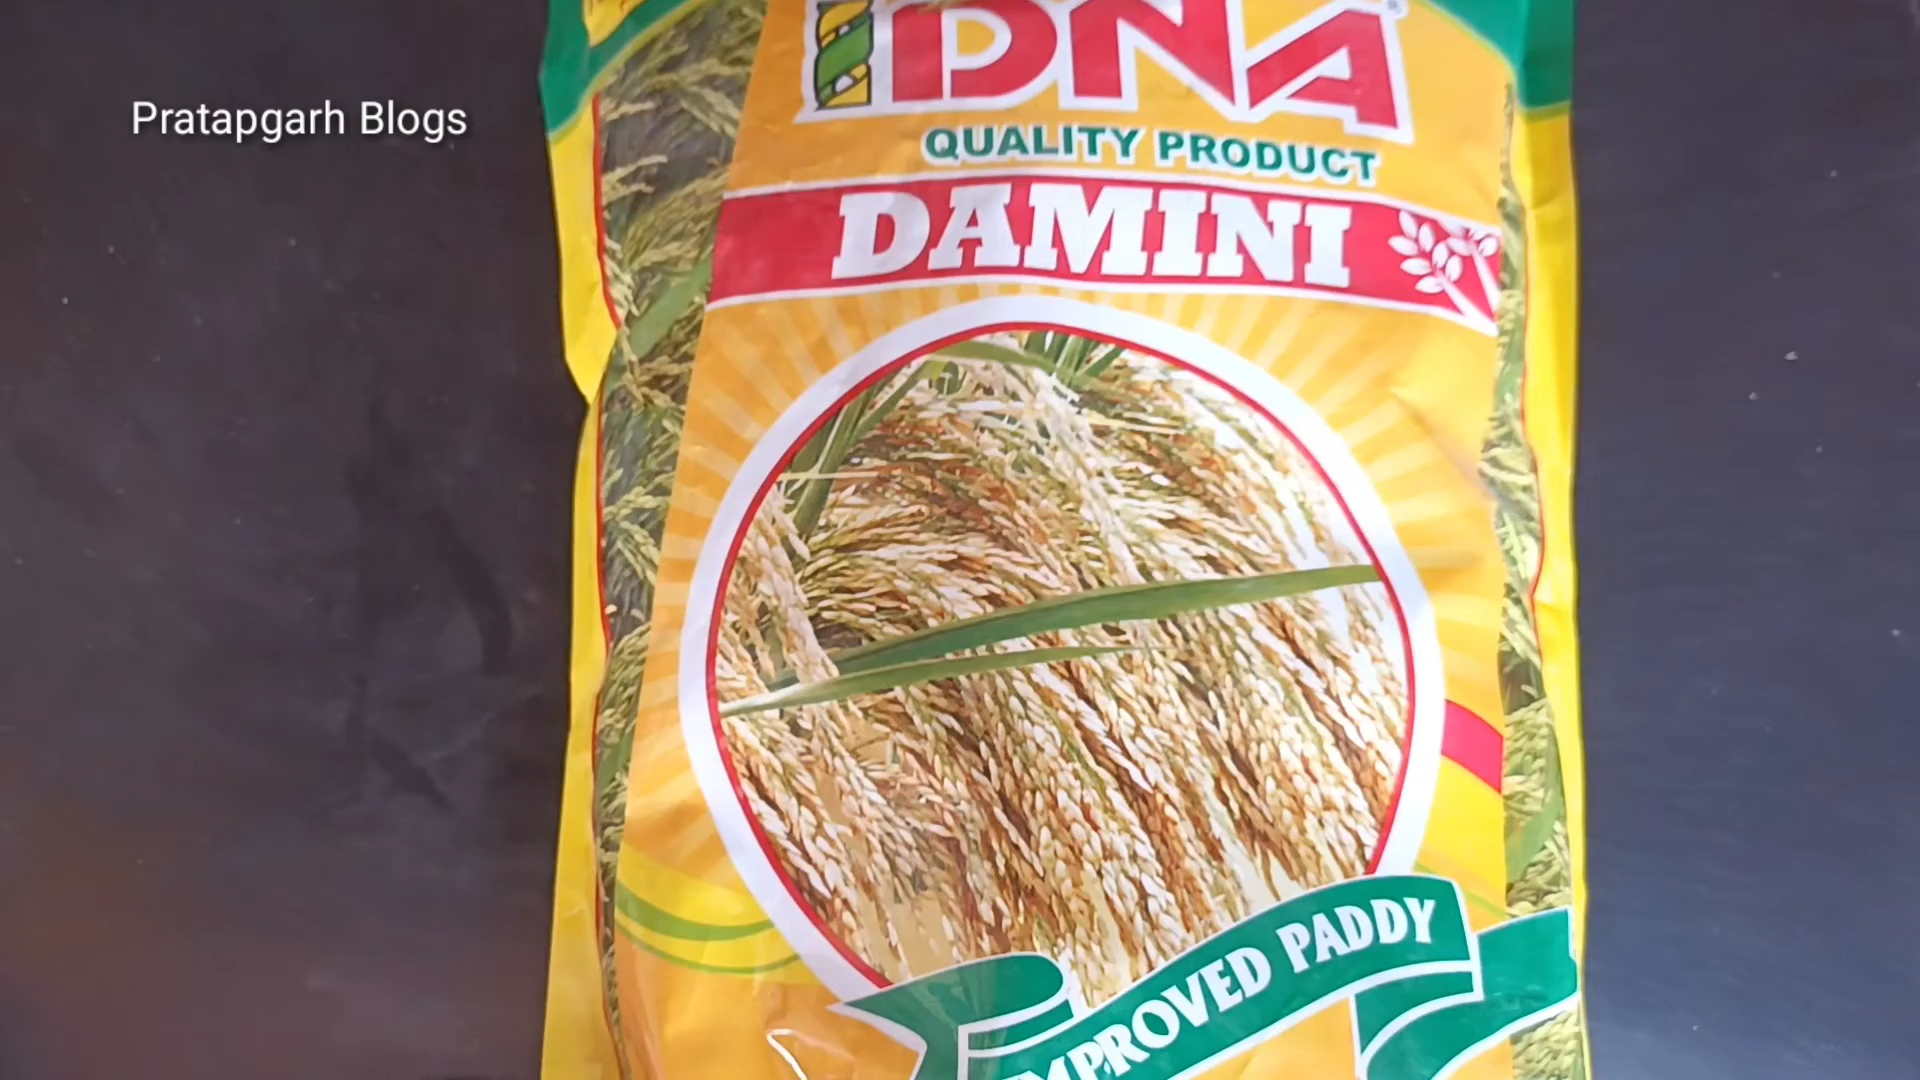 Pratapgarh Blogs
DNA
QUALITY PRODUCT
DAMINI
IMPROVED PADDY